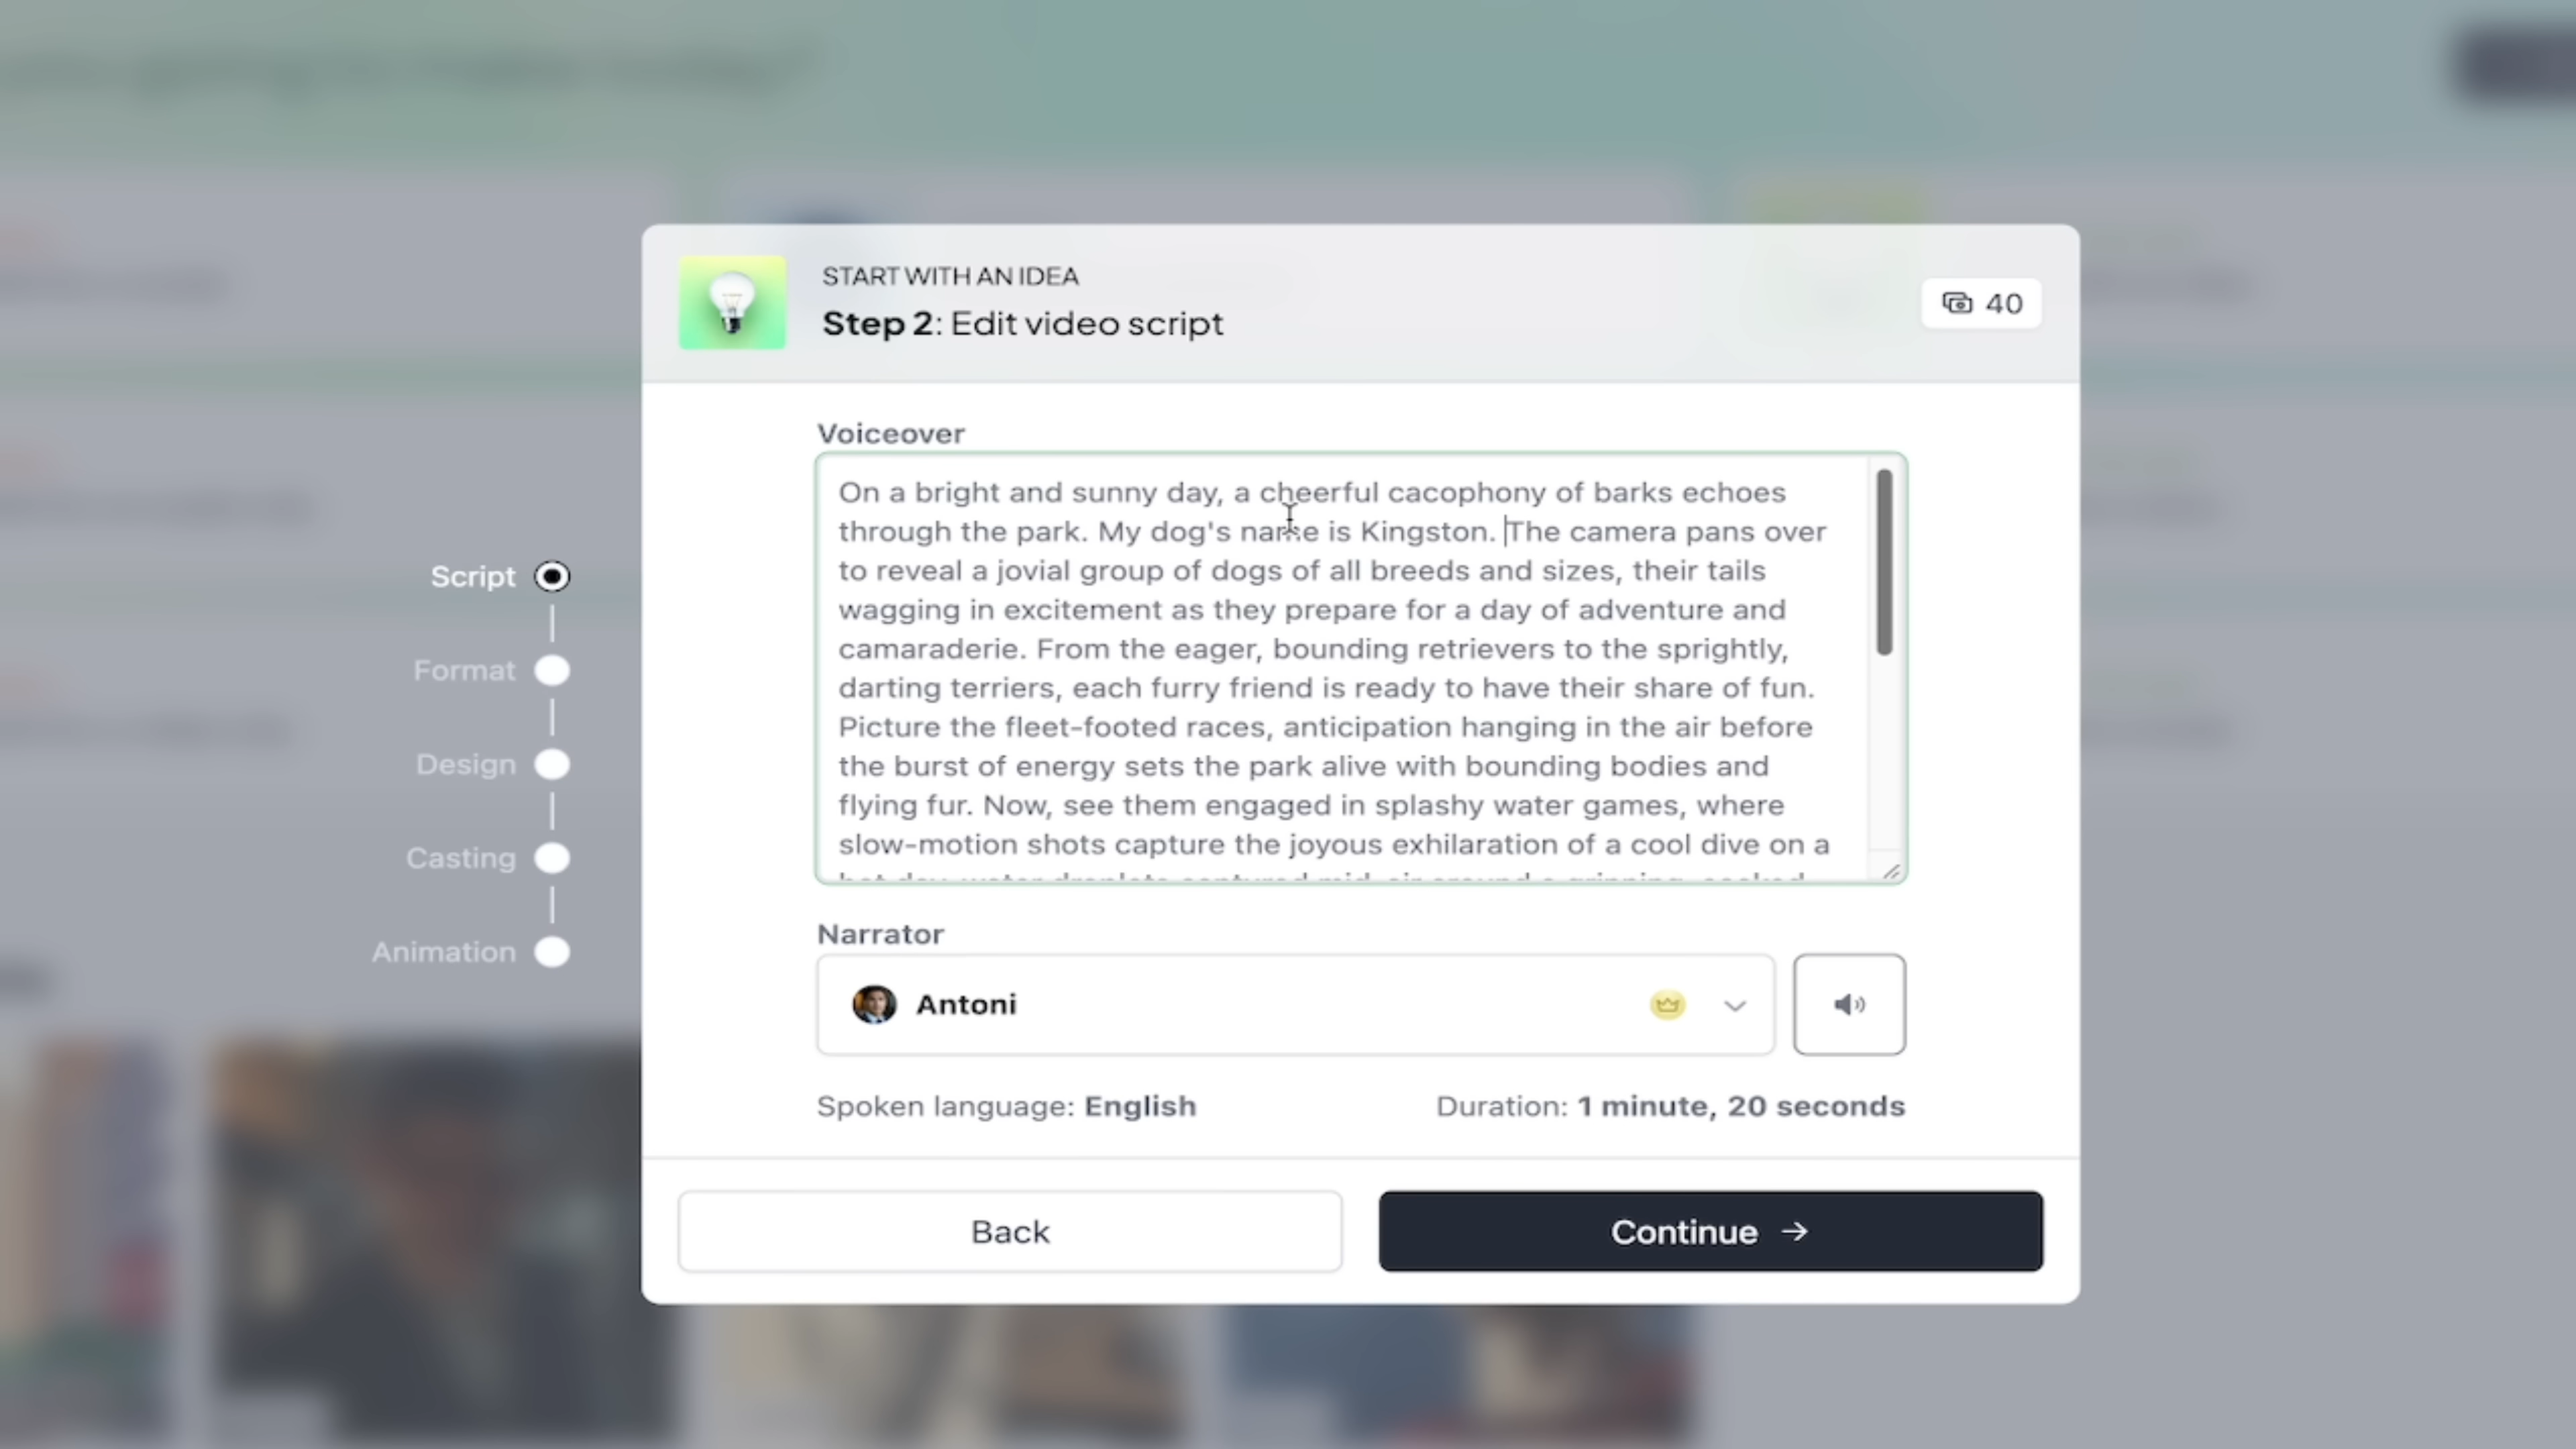 START WITH AN IDEA
Step 2: Edit video script
40
Voiceover
On a bright and sunny day, a cheerful cacophony of barks echoes
through the park. My dog's name is Kingston. The camera pans over
to reveal a jovial group of dogs of all breeds and sizes, their tails
wagging in excitement as they prepare for a day of adventure and
camaraderie. From the eager, bounding retrievers to the sprightly,
darting terriers, each furry friend is ready to have their share of fun.
Picture the fleet-footed races, anticipation hanging in the air before
the burst of energy sets the park alive with bounding bodies and
flying fur. Now, see them engaged in splashy water games, where
slow-motion shots capture the joyous exhilaration of a cool dive on a
Script
Format
Design
Casting
Animation
Narrator
Antoni
Spoken language: English
Duration: 1 minute, 20 seconds
Back
Continue →